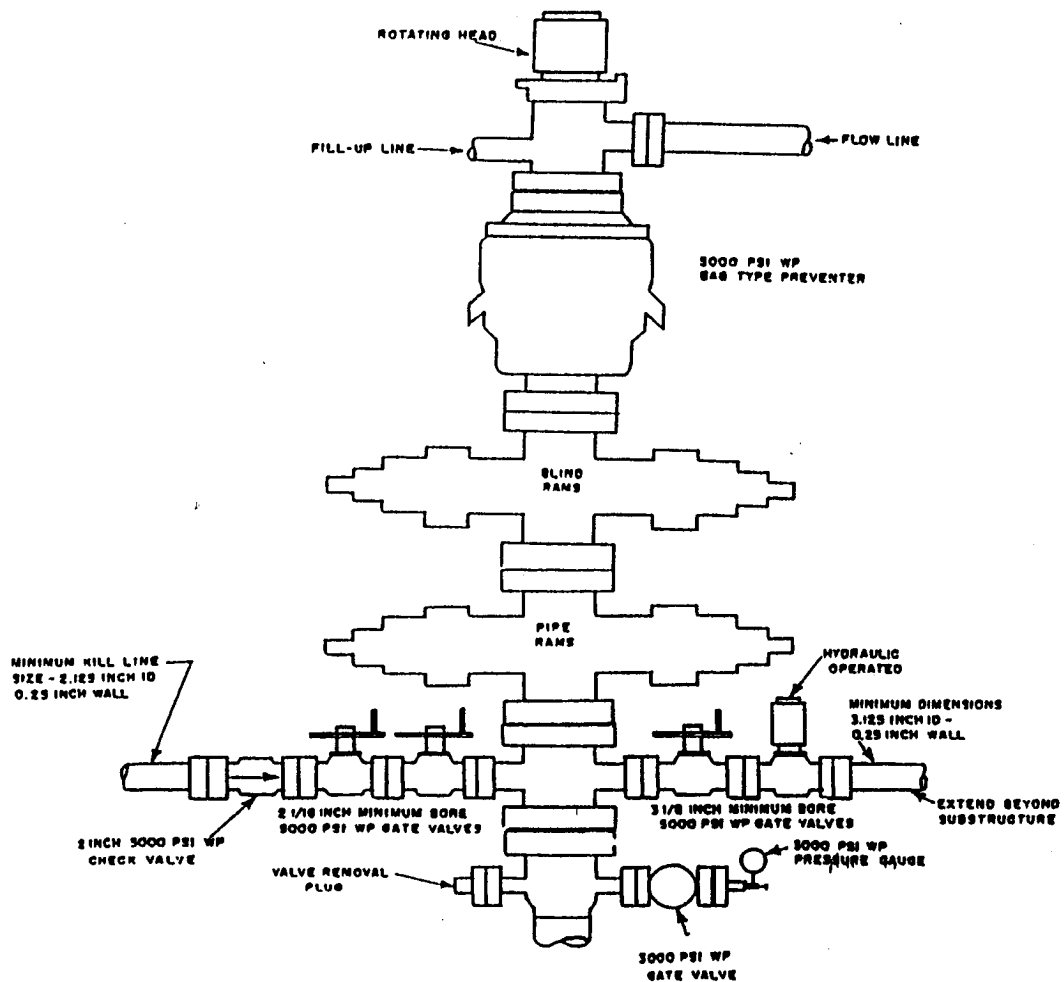 ROTATING HEAD
FILL-UP LINE
FLOW LINE
5000 PSI WP
BAG TYPE PREVENTER
BLIND
RAMS
PIPE
RAMS
MINIMUM KILL LINE
SIZE - 2.125 INCH ID
0.25 INCH WALL
HYDRAULIC
OPERATED
MINIMUM DIMENSIONS
3.125 INCH ID -
0.25 INCH WALL
2 INCH 5000 PSI WP
CHECK VALVE
2 1/16 INCH MINIMUM BORE
5000 PSI WP GATE VALVES
3 1/8 INCH MINIMUM BORE
5000 PSI WP GATE VALVES
EXTEND BEYOND
SUBSTRUCTURE
VALVE REMOVAL
PLUG
5000 PSI WP
PRESSURE GAUGE
5000 PSI WP
GATE VALVE